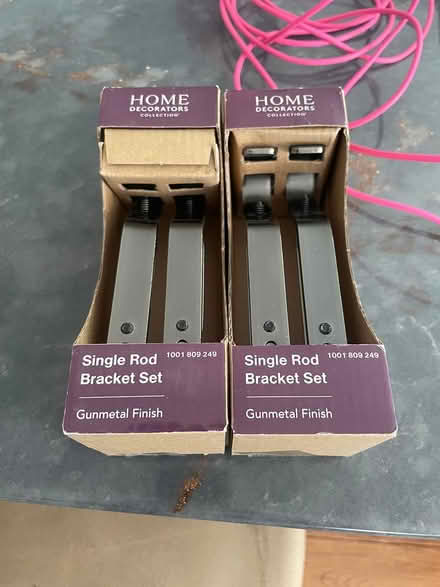 HOME
DECORATORS
COLLECTION
Single Rod 1001 809 249
Bracket Set
Gunmetal Finish
HOME
DECORATORS
COLLECTION
Single Rod 1001 809 249
Bracket Set
Gunmetal Finish